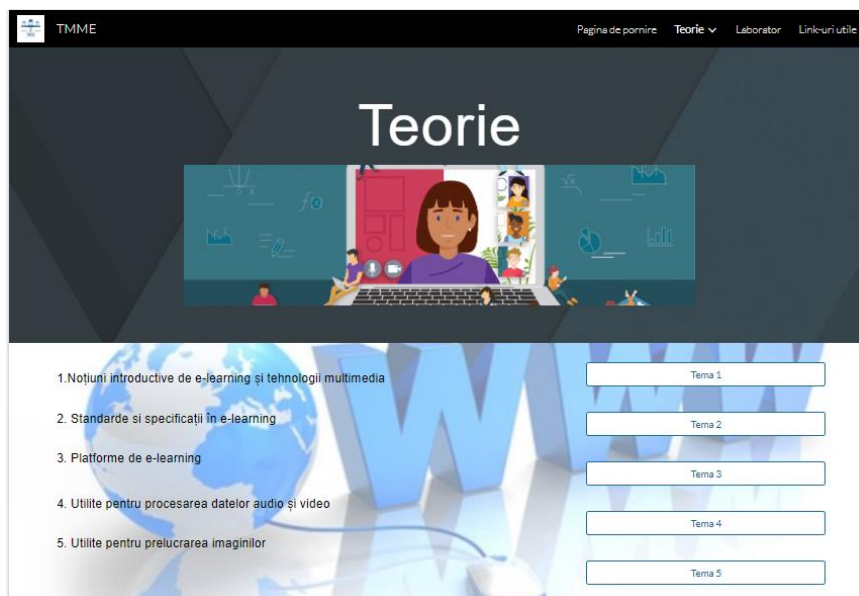 TMME
Pagina de pornire Teorie Laborator Link-uri utile
Teorie
1.Noțiuni introductive de e-learning și tehnologii multimedia
Tema 1
2. Standarde si specificații în e-learning
Tema 2
3. Platforme de e-learning
Tema 3
4. Utilite pentru procesarea datelor audio și video
Tema 4
5. Utilite pentru prelucrarea imaginilor
Tema 5
WWW